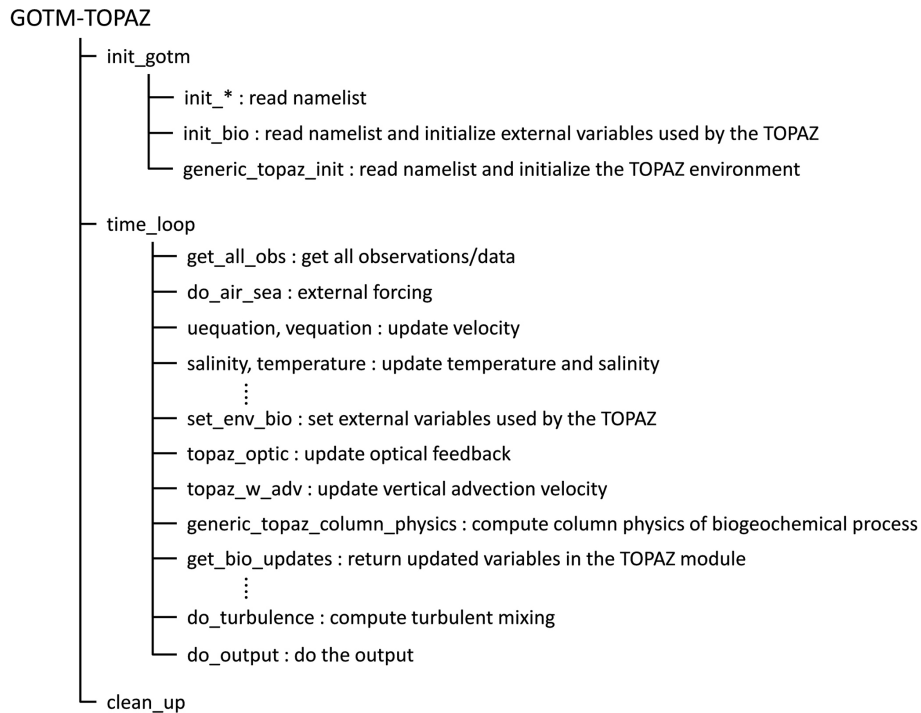 GOTM-TOPAZ
init_gotm
init_* : read namelist
init_bio : read namelist and initialize external variables used by the TOPAZ
generic_topaz_init : read namelist and initialize the TOPAZ environment
time_loop
get_all_obs : get all observations/data
do_air_sea : external forcing
uequation, vequation : update velocity
salinity, temperature : update temperature and salinity
set_env_bio : set external variables used by the TOPAZ
topaz_optic : update optical feedback
topaz_w_adv : update vertical advection velocity
generic_topaz_column_physics : compute column physics of biogeochemical process
get_bio_updates : return updated variables in the TOPAZ module
do_turbulence : compute turbulent mixing
do_output : do the output
clean_up